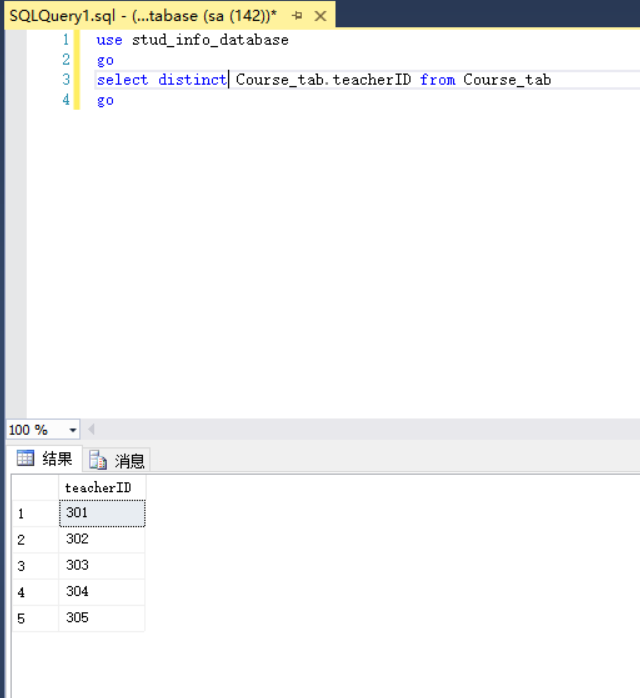 SQLQuery1.sql - (...tabase (sa (142))*
1 use stud_info_database
2 go
3 select distinct Course_tab.teacherID from Course_tab
4 go
100 %
结果 消息
teacherID
1 301
2 302
3 303
4 304
5 305